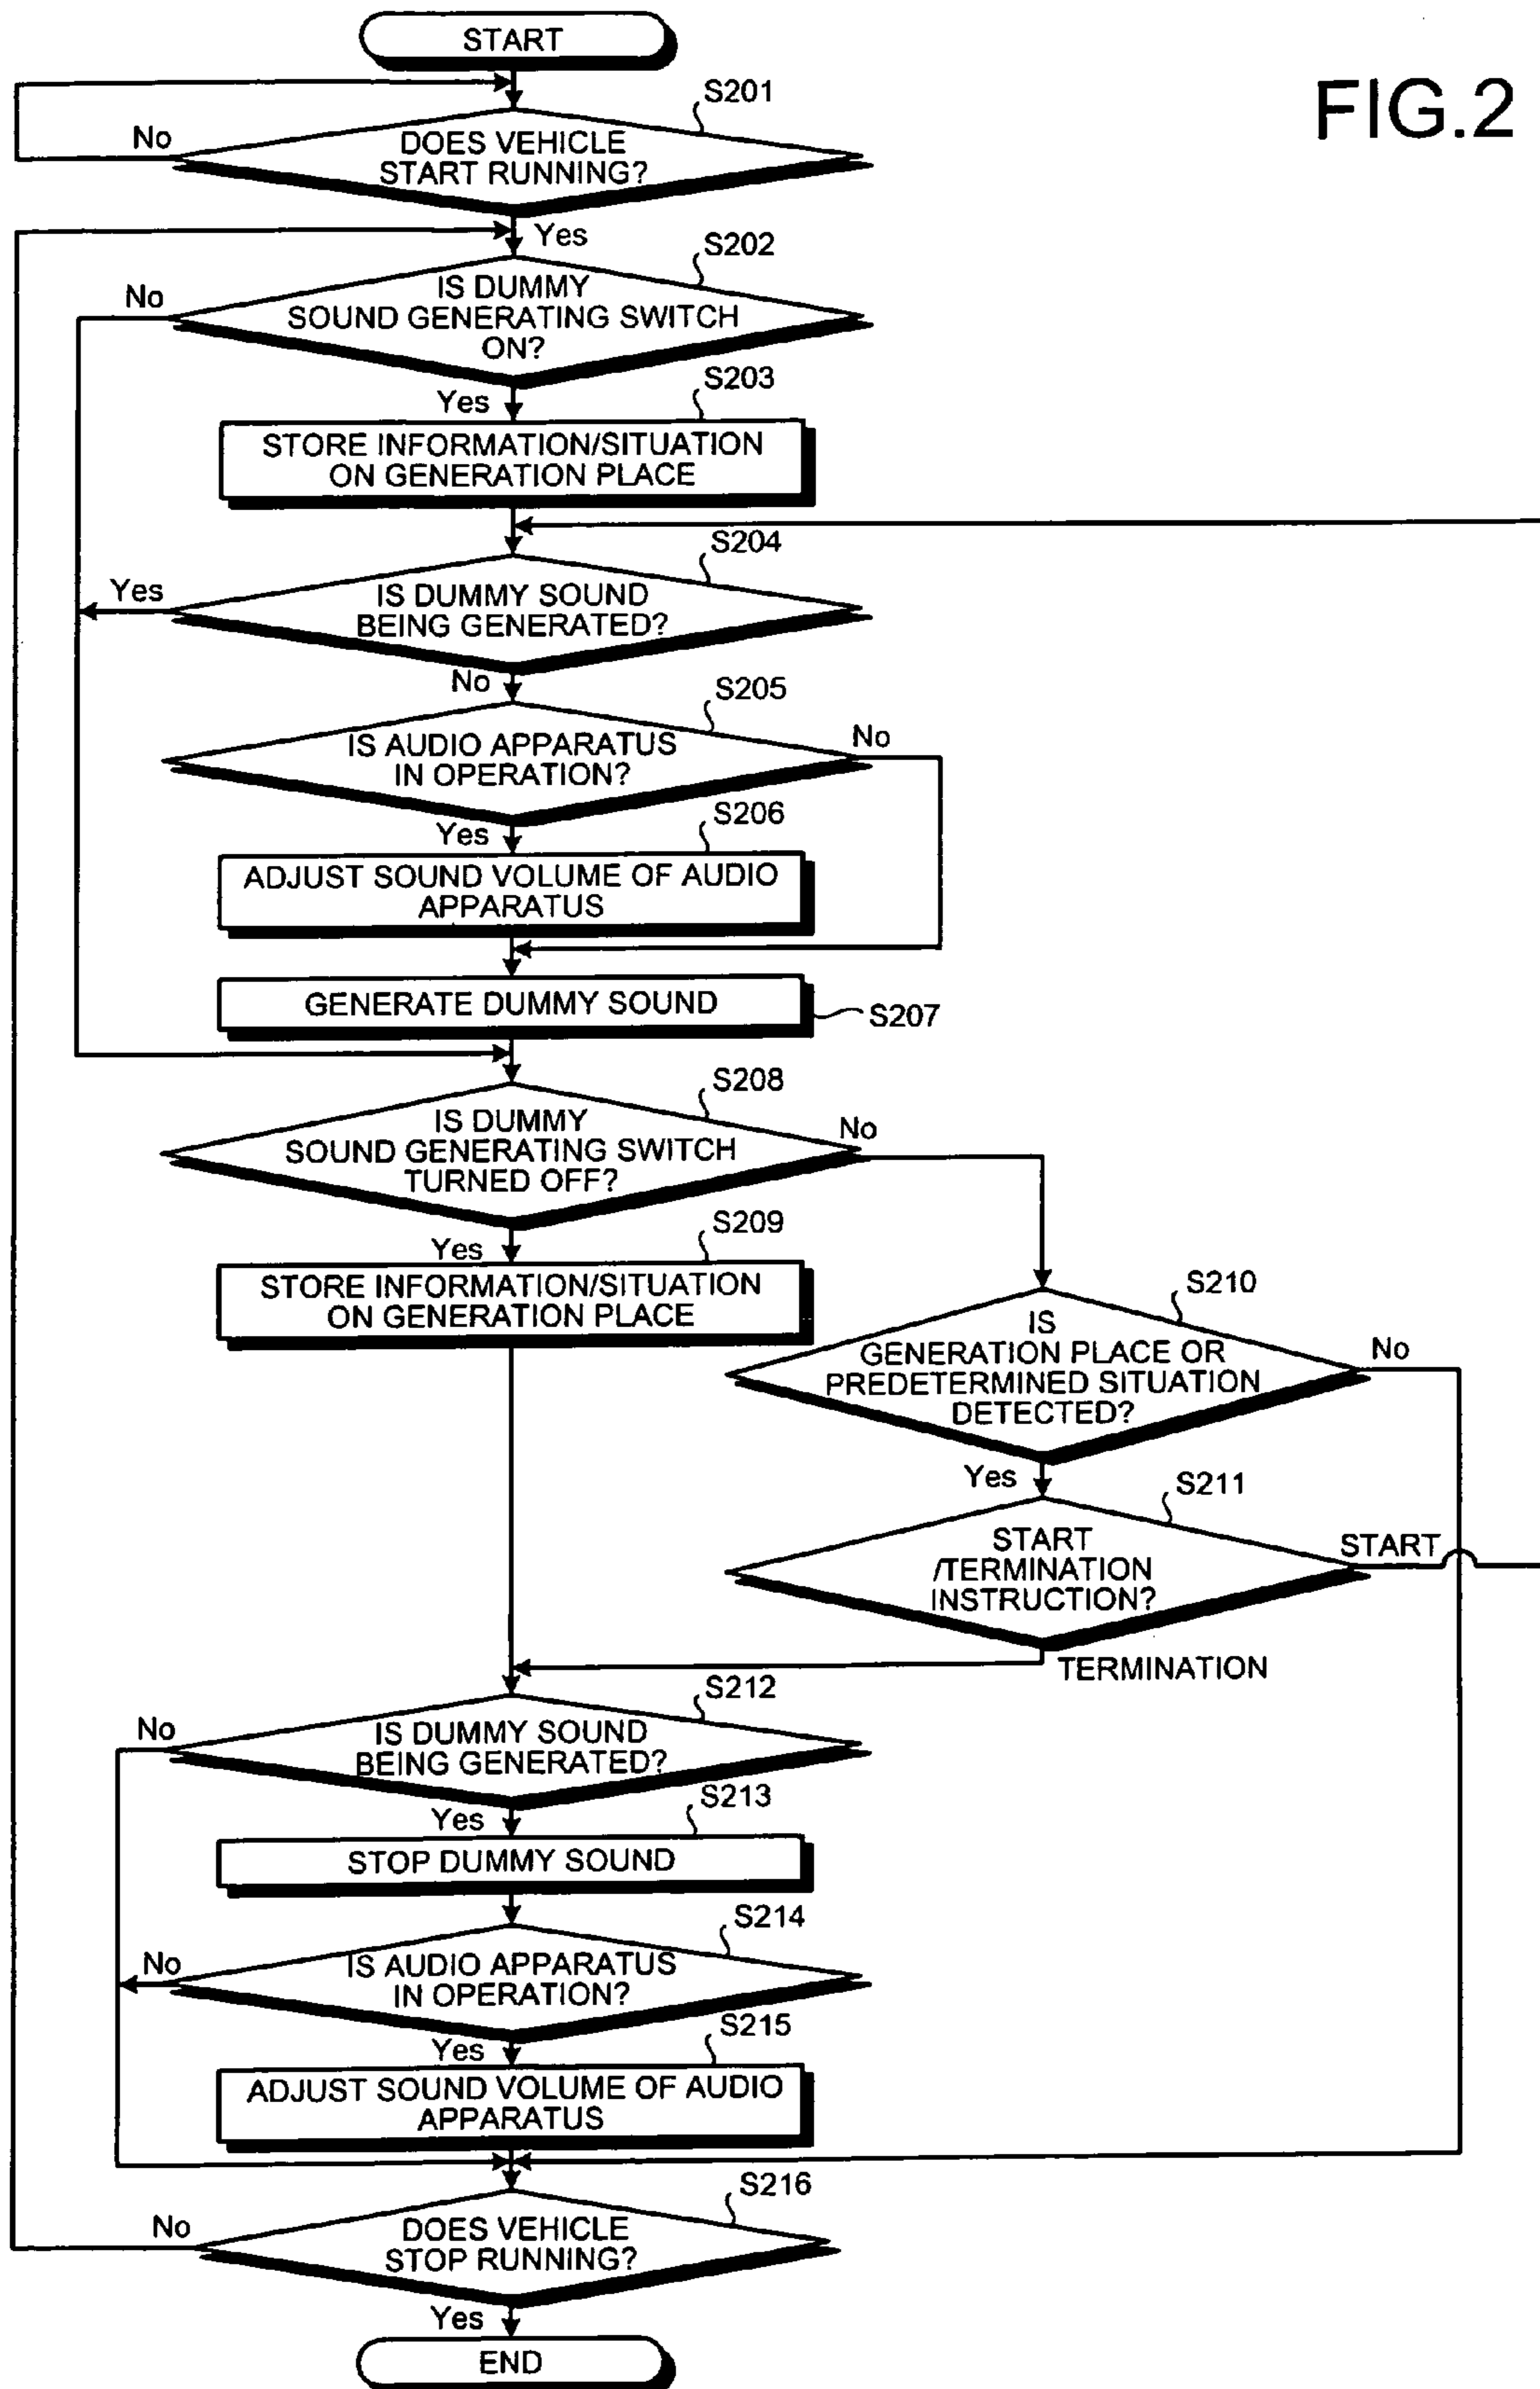 START
FIG.2
S201
No
DOES VEHICLE
START RUNNING?
Yes
S202
No
IS DUMMY
SOUND GENERATING SWITCH
ON?
S203
Yes
STORE INFORMATION/SITUATION
ON GENERATION PLACE
S204
Yes
IS DUMMY SOUND
BEING GENERATED?
No
S205
IS AUDIO APPARATUS
IN OPERATION?
No
S206
Yes
ADJUST SOUND VOLUME OF AUDIO
APPARATUS
GENERATE DUMMY SOUND
S207
S208
IS DUMMY
SOUND GENERATING SWITCH
TURNED OFF?
No
S209
Yes
STORE INFORMATION/SITUATION
ON GENERATION PLACE
S210
IS
GENERATION PLACE OR
PREDETERMINED SITUATION
DETECTED?
No
Yes
S211
START
/TERMINATION
INSTRUCTION?
START
TERMINATION
S212
No
IS DUMMY SOUND
BEING GENERATED?
S213
Yes
STOP DUMMY SOUND
S214
No
IS AUDIO APPARATUS
IN OPERATION?
S215
Yes
ADJUST SOUND VOLUME OF AUDIO
APPARATUS
S216
No
DOES VEHICLE
STOP RUNNING?
Yes
END